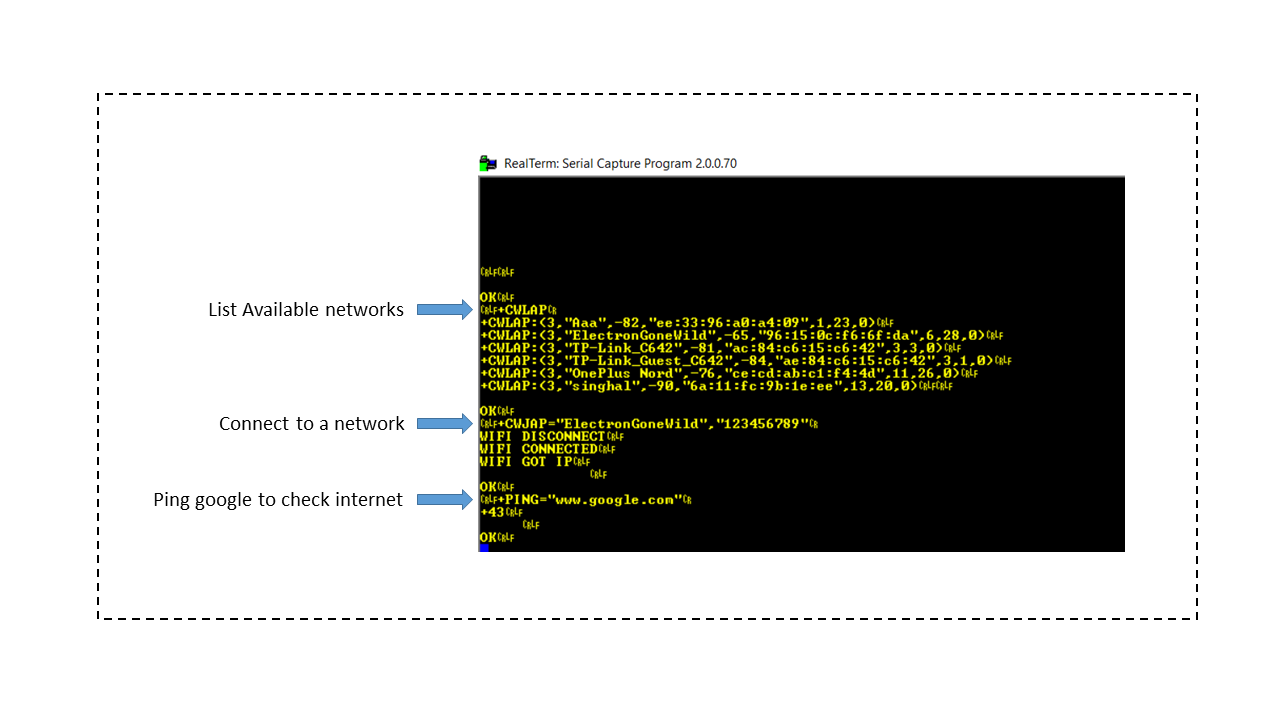 RealTerm: Serial Capture Program 2.0.0.70
CRLFCRLF
OKCRLF
List Available networks
CRLF+CWLAPCR
+CWLAP:(3,"Aaa",-82,"ee:33:96:a0:a4:09",1,23,0)CRLF
+CWLAP:(3,"ElectronGoneWild",-65,"96:15:0c:f6:6f:da",6,28,0)CRLF
+CWLAP:(3,"TP-Link_C642",-81,"ac:84:c6:15:c6:42",3,3,0)CRLF
+CWLAP:(3,"TP-Link_Guest_C642",-84,"ae:84:c6:15:c6:42",3,1,0)CRLF
+CWLAP:(3,"OnePlus Nord",-76,"ce:cd:ab:c1:f4:4d",11,26,0)CRLF
+CWLAP:(3,"singhal",-90,"6a:11:fc:9b:1e:ee",13,20,0)CRLFCRLF
OKCRLF
Connect to a network
CRLF+CWJAP="ElectronGoneWild","123456789"CR
WIFI DISCONNECTCRLF
WIFI CONNECTEDCRLF
WIFI GOT IPCRLF
CRLF
OKCRLF
Ping google to check internet
CRLF+PING="www.google.com"CR
+43CRLF
CRLF
OKCRLF